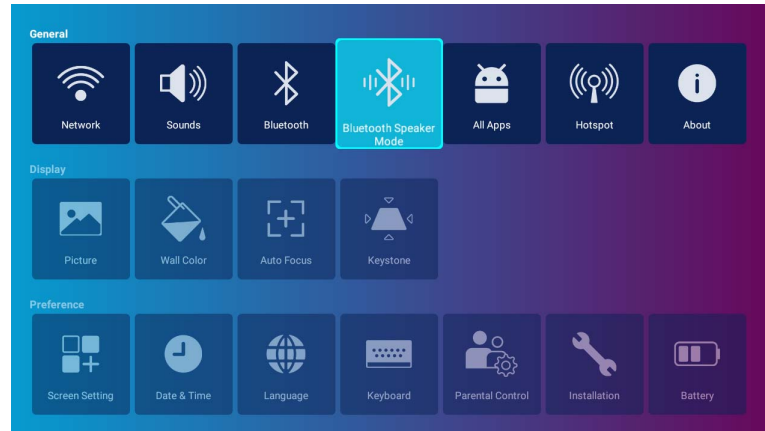 General
Network
Sounds
Bluetooth
Bluetooth Speaker
Mode
All Apps
Hotspot
About
Display
Picture
Wall Color
Auto Focus
Keystone
Preference
Screen Setting
Date & Time
Language
Keyboard
Parental Control
Installation
Battery